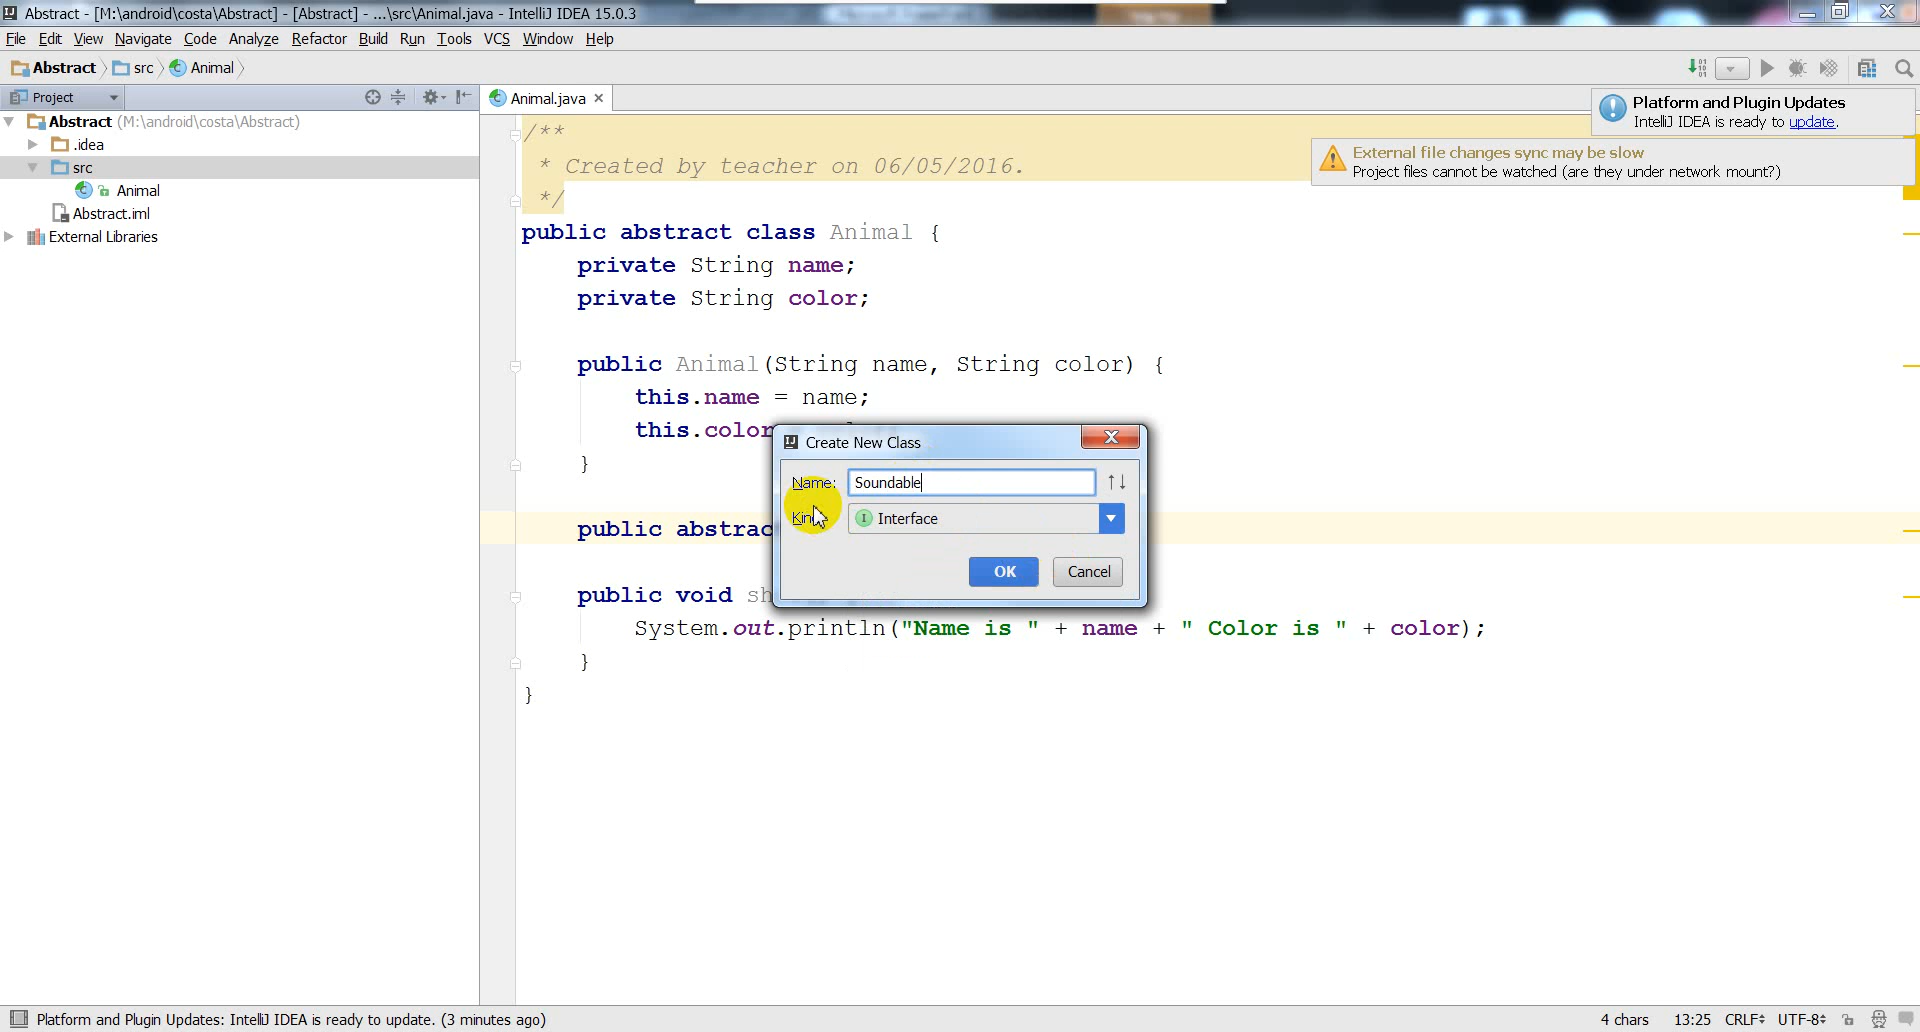 Abstract - [M:\android\costa\Abstract] - [Abstract] - ...\src\Animal.java - IntelliJ IDEA 15.0.3
File Edit View Navigate Code Analyze Refactor Build Run Tools VCS Window Help
Abstract src Animal
Project
Animal.java
Platform and Plugin Updates
IntelliJ IDEA is ready to update.
External file changes sync may be slow
Project files cannot be watched (are they under network mount?)
Abstract (M:\android\costa\Abstract)
.idea
src
Animal
Abstract.iml
External Libraries
/**
* Created by teacher on 06/05/2016.
*/
public abstract class Animal {
private String name;
private String color;
public Animal(String name, String color) {
this.name = name;
this.color
}
public abstrac
public void sh
System.out.println("Name is " + name + " Color is " + color);
}
}
Create New Class
Name: Soundable
Kind: Interface
OK Cancel
Platform and Plugin Updates: IntelliJ IDEA is ready to update. (3 minutes ago)
4 chars 13:25 CRLF UTF-8